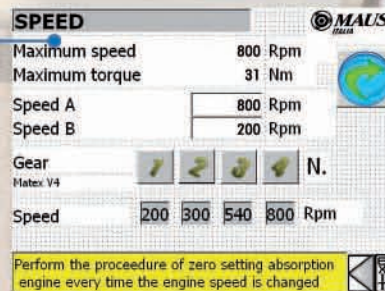 SPEED
MAUS
ITALIA
Maximum speed 800 Rpm
Maximum torque 31 Nm
Speed A 800 Rpm
Speed B 200 Rpm
Gear 1 2 3 4 N.
Matex V4
Speed 200 300 540 800 Rpm
Perform the proceedure of zero setting absorption
engine every time the engine speed is changed